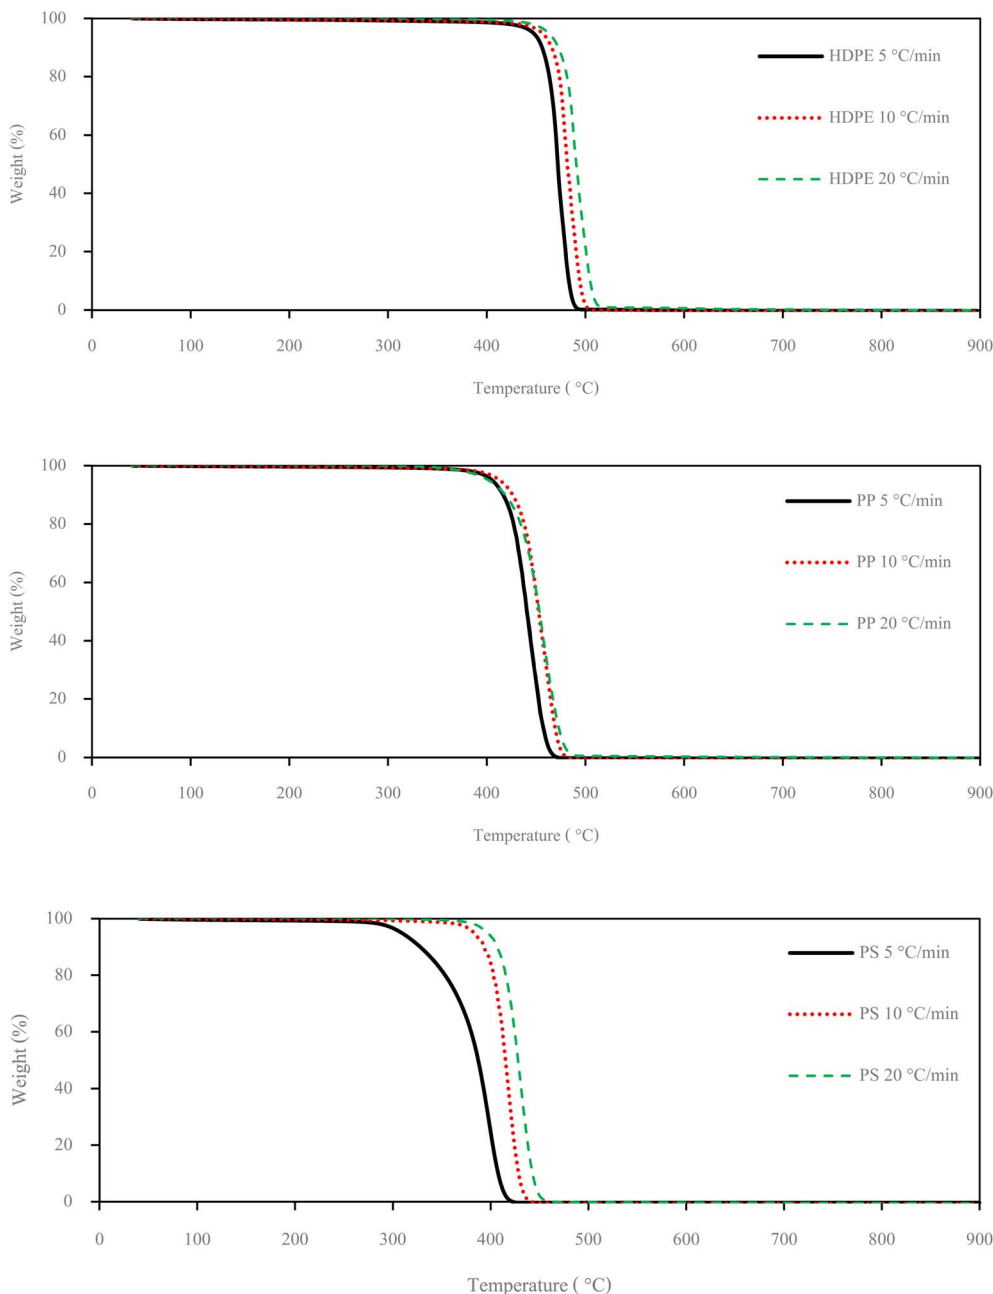 100
80
60
40
20
0
Weight (%)
HDPE 5 °C/min
HDPE 10 °C/min
HDPE 20 °C/min
0 100 200 300 400 500 600 700 800 900
Temperature ( °C)
100
80
60
40
20
0
Weight (%)
PP 5 °C/min
PP 10 °C/min
PP 20 °C/min
0 100 200 300 400 500 600 700 800 900
Temperature ( °C)
100
80
60
40
20
0
Weight (%)
PS 5 °C/min
PS 10 °C/min
PS 20 °C/min
0 100 200 300 400 500 600 700 800 900
Temperature ( °C)